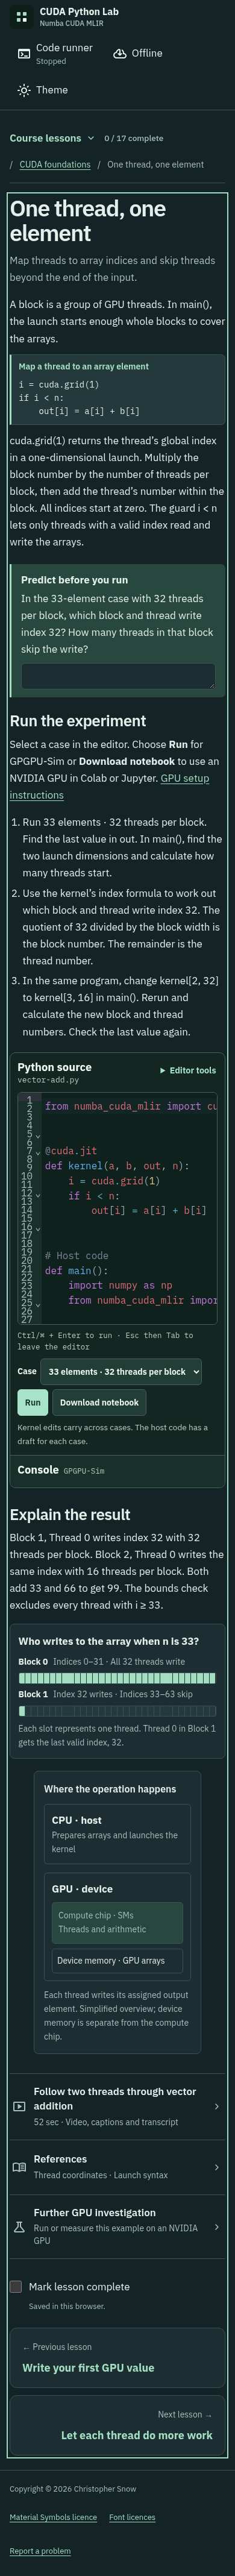 CUDA Python Lab
Numba CUDA MLIR
Code runner
Stopped
Offline
Theme
Course lessons
0 / 17 complete
/ CUDA foundations / One thread, one element
One thread, one
element
Map threads to array indices and skip threads
beyond the end of the input.
A block is a group of GPU threads. In main(),
the launch starts enough whole blocks to cover
the arrays.
Map a thread to an array element
i = cuda.grid(1)
if i < n:
    out[i] = a[i] + b[i]
cuda.grid(1) returns the thread's global index
in a one-dimensional launch. Multiply the
block number by the number of threads per
block, then add the thread's number within the
block. All indices start at zero. The guard i < n
lets only threads with a valid index read and
write the arrays.
Predict before you run
In the 33-element case with 32 threads
per block, which block and thread write
index 32? How many threads in that block
skip the write?
Run the experiment
Select a case in the editor. Choose Run for
GPGPU-Sim or Download notebook to use an
NVIDIA GPU in Colab or Jupyter. GPU setup
instructions
1. Run 33 elements · 32 threads per block.
Find the last value in out. In main(), find the
two launch dimensions and calculate how
many threads start.
2. Use the kernel's index formula to work out
which block and thread write index 32. The
quotient of 32 divided by the block width is
the block number. The remainder is the
thread number.
3. In the same program, change kernel[2, 32]
to kernel[3, 16] in main(). Rerun and
calculate the new block and thread
numbers. Check the last value again.
Python source
vector-add.py
▶ Editor tools
1
2
3
4
5
6
7
8
9
10
11
12
13
14
15
16
17
18
19
20
21
22
23
24
25
26
27
from numba_cuda_mlir import cu
@cuda.jit
def kernel(a, b, out, n):
    i = cuda.grid(1)
    if i < n:
        out[i] = a[i] + b[i]
# Host code
def main():
    import numpy as np
    from numba_cuda_mlir impor
Ctrl/⌘ + Enter to run · Esc then Tab to
leave the editor
Case
33 elements · 32 threads per block
Run
Download notebook
Kernel edits carry across cases. The host code has a
draft for each case.
Console GPGPU-Sim
Explain the result
Block 1, Thread 0 writes index 32 with 32
threads per block. Block 2, Thread 0 writes the
same index with 16 threads per block. Both
add 33 and 66 to get 99. The bounds check
excludes every thread with i ≥ 33.
Who writes to the array when n is 33?
Block 0 Indices 0–31 · All 32 threads write
Block 1 Index 32 writes · Indices 33–63 skip
Each slot represents one thread. Thread 0 in Block 1
gets the last valid index, 32.
Where the operation happens
CPU · host
Prepares arrays and launches the
kernel
GPU · device
Compute chip · SMs
Threads and arithmetic
Device memory · GPU arrays
Each thread writes its assigned output
element. Simplified overview; device
memory is separate from the compute
chip.
Follow two threads through vector
addition
52 sec · Video, captions and transcript
References
Thread coordinates · Launch syntax
Further GPU investigation
Run or measure this example on an NVIDIA
GPU
Mark lesson complete
Saved in this browser.
← Previous lesson
Write your first GPU value
Next lesson →
Let each thread do more work
Copyright © 2026 Christopher Snow
Material Symbols licence
Font licences
Report a problem